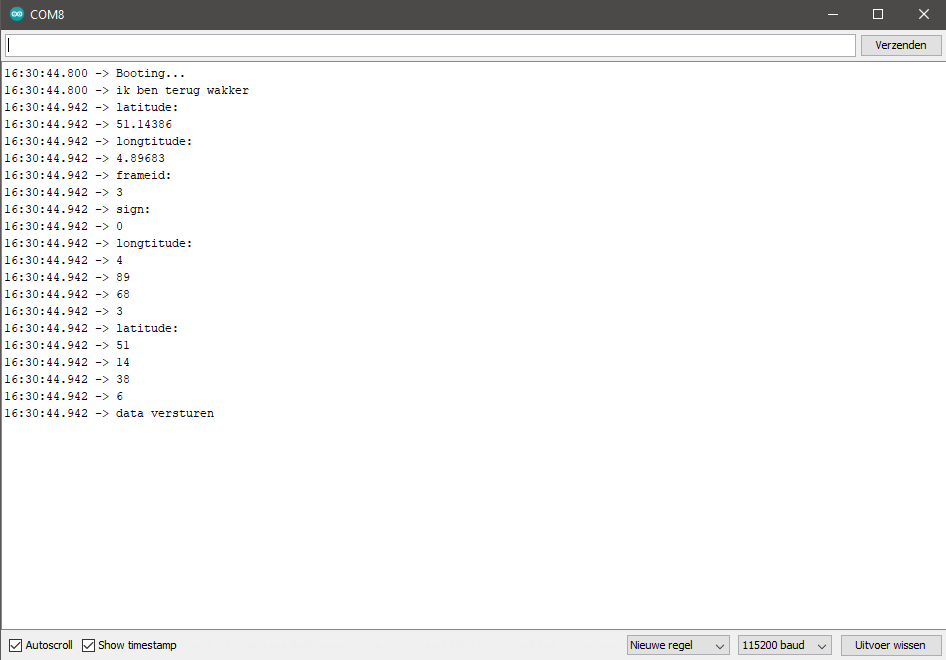 COM8
Verzenden
16:30:44.800 -> Booting...
16:30:44.800 -> ik ben terug wakker
16:30:44.942 -> latitude:
16:30:44.942 -> 51.14386
16:30:44.942 -> longtitude:
16:30:44.942 -> 4.89683
16:30:44.942 -> frameid:
16:30:44.942 -> 3
16:30:44.942 -> sign:
16:30:44.942 -> 0
16:30:44.942 -> longtitude:
16:30:44.942 -> 4
16:30:44.942 -> 89
16:30:44.942 -> 68
16:30:44.942 -> 3
16:30:44.942 -> latitude:
16:30:44.942 -> 51
16:30:44.942 -> 14
16:30:44.942 -> 38
16:30:44.942 -> 6
16:30:44.942 -> data versturen
Autoscroll Show timestamp Nieuwe regel 115200 baud Uitvoer wissen